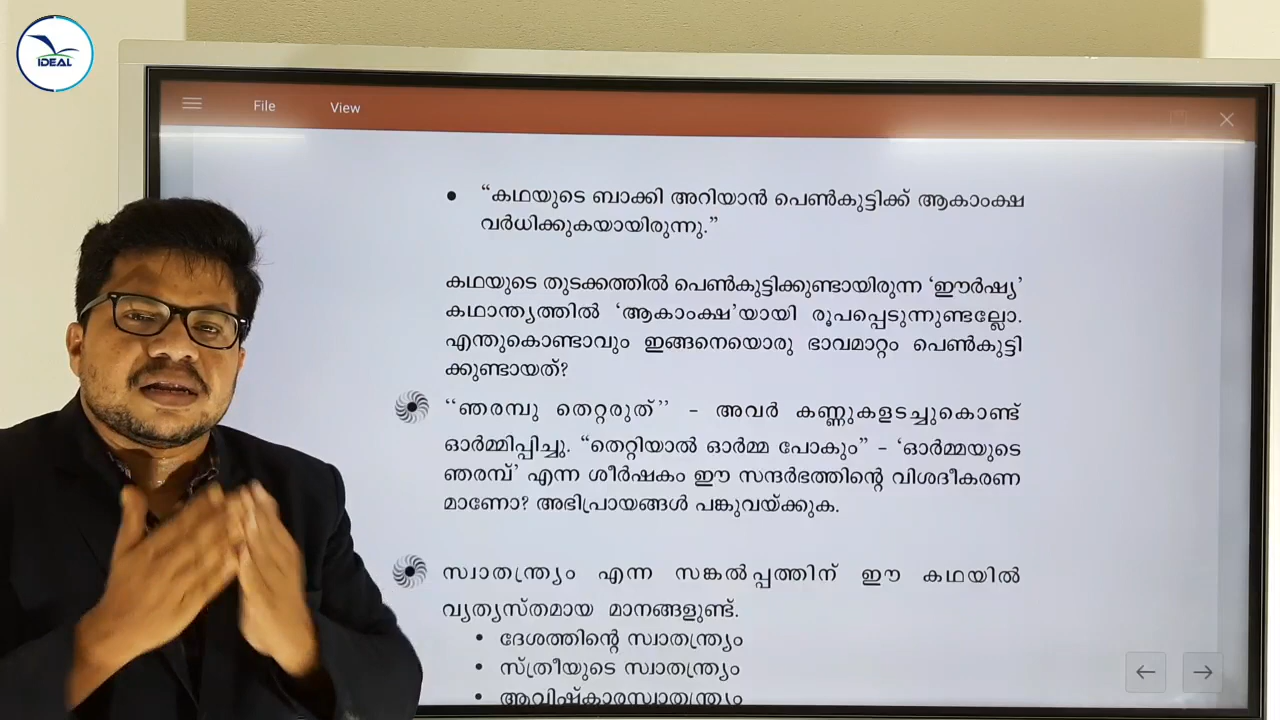 IDEAL
File View
• “കഥയുടെ ബാക്കി അറിയാൻ പെൺകുട്ടിക്ക് ആകാംക്ഷ
വർധിക്കുകയായിരുന്നു.”
കഥയുടെ തുടക്കത്തിൽ പെൺകുട്ടിക്കുണ്ടായിരുന്ന ‘ഈർഷ്യ’
കഥാന്ത്യത്തിൽ ‘ആകാംക്ഷ’യായി രൂപപ്പെടുന്നുണ്ടല്ലോ.
എന്തുകൊണ്ടാവും ഇങ്ങനെയൊരു ഭാവമാറ്റം പെൺകുട്ടി
ക്കുണ്ടായത്?
‘‘ഞരമ്പു തെറ്റരുത്’’ – അവർ കണ്ണുകളടച്ചുകൊണ്ട്
ഓർമ്മിപ്പിച്ചു. “തെറ്റിയാൽ ഓർമ്മ പോകും” – ‘ഓർമ്മയുടെ
ഞരമ്പ്’ എന്ന ശീർഷകം ഈ സന്ദർഭത്തിന്റെ വിശദീകരണ
മാണോ? അഭിപ്രായങ്ങൾ പങ്കുവയ്ക്കുക.
സ്വാതന്ത്ര്യം എന്ന സങ്കൽപ്പത്തിന് ഈ കഥയിൽ
വ്യത്യസ്തമായ മാനങ്ങളുണ്ട്.
• ദേശത്തിന്റെ സ്വാതന്ത്ര്യം
• സ്ത്രീയുടെ സ്വാതന്ത്ര്യം
• ആവിഷ്കാരസ്വാതന്ത്ര്യം